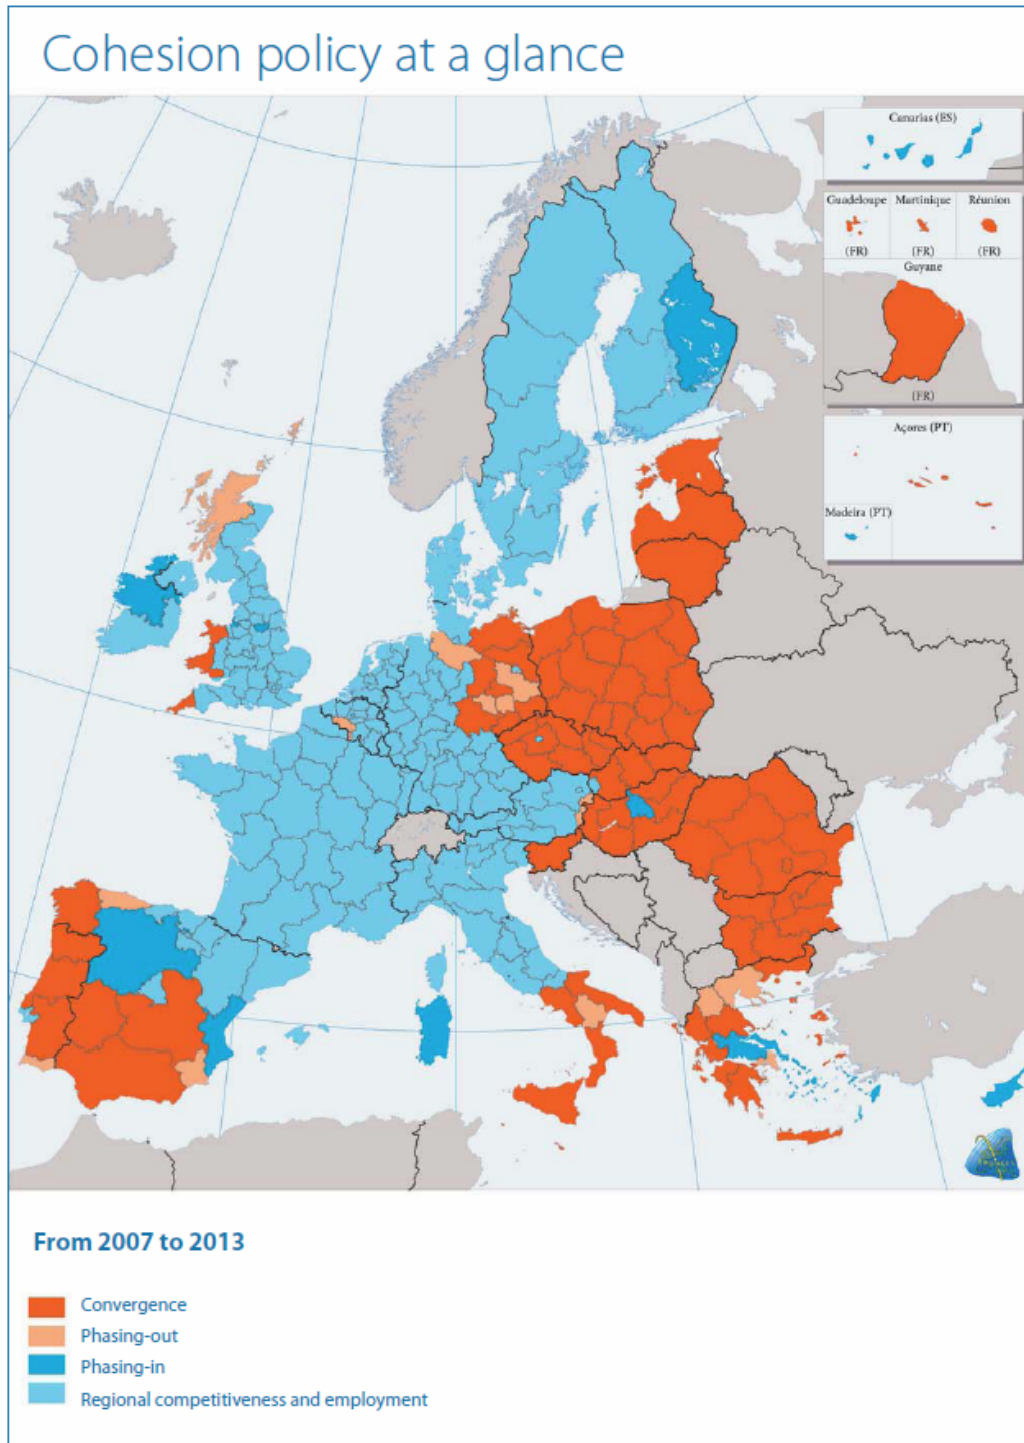 Cohesion policy at a glance
Canarias (ES)
Guadeloupe Martinique Réunion
(FR) (FR) (FR)
Guyane
(FR)
Açores (PT)
Madeira (PT)
From 2007 to 2013
Convergence
Phasing-out
Phasing-in
Regional competitiveness and employment